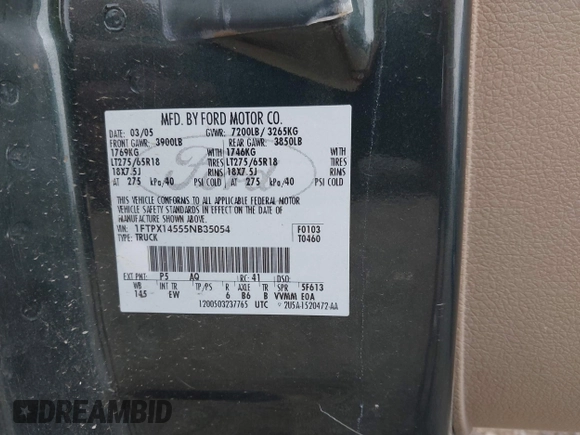 MFD. BY FORD MOTOR CO.
DATE: 03/05 GVWR: 7200LB/ 3265KG
FRONT GAWR: 3900LB REAR GAWR: 3850LB
1769KG 1746KG
LT275/65R18 TIRES LT275/65R18 TIRES
18X7.5J RIMS 18X7.5J RIMS
AT 275 kPa/40 PSI COLD AT 275 kPa/40 PSI COLD
THIS VEHICLE CONFORMS TO ALL APPLICABLE FEDERAL MOTOR
VEHICLE SAFETY STANDARDS IN EFFECT ON THE DATE OF
MANUFACTURE SHOWN ABOVE.
VIN: 1FTPX14555NB35054 F0103
TYPE: TRUCK T0460
EXT PNT: P5 AQ RC: 41 DSO:
WB INT TR TP/PS R AXLE TR SPR 5F613
145 EW 6 B6 B VVMM E0A
1200503237765 UTC 2U5A-1520472-AA
Ford
DREAMBID